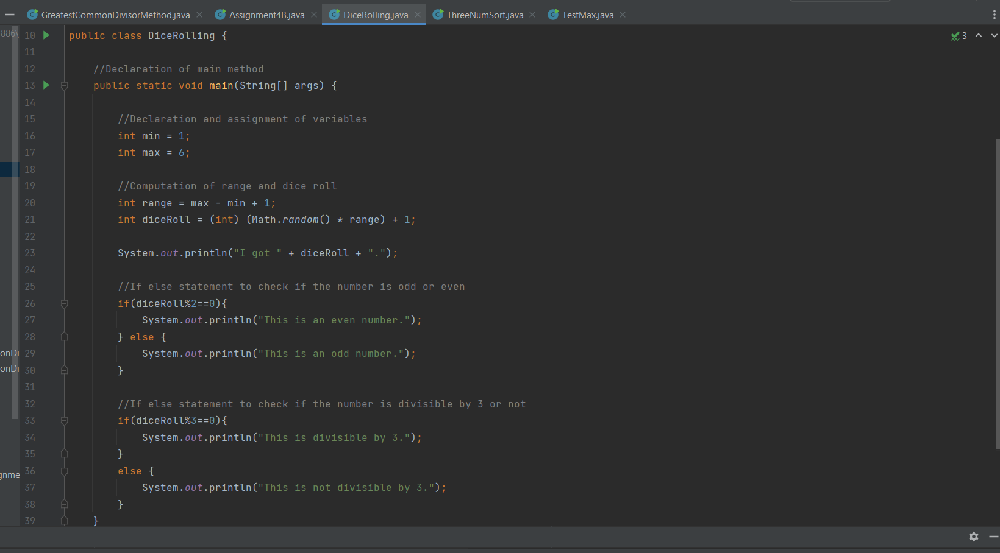 GreatestCommonDivisorMethod.java Assignment4B.java DiceRolling.java ThreeNumSort.java TestMax.java
886\
3
10 public class DiceRolling {
11
12 //Declaration of main method
13 public static void main(String[] args) {
14
15 //Declaration and assignment of variables
16 int min = 1;
17 int max = 6;
18
19 //Computation of range and dice roll
20 int range = max - min + 1;
21 int diceRoll = (int) (Math.random() * range) + 1;
22
23 System.out.println("I got " + diceRoll + ".");
24
25 //If else statement to check if the number is odd or even
26 if(diceRoll%2==0){
27 System.out.println("This is an even number.");
28 } else {
onDi
29 System.out.println("This is an odd number.");
onDi
30 }
31
32 //If else statement to check if the number is divisible by 3 or not
33 if(diceRoll%3==0){
34 System.out.println("This is divisible by 3.");
35 }
36 else {
gnme
37 System.out.println("This is not divisible by 3.");
38 }
39 }